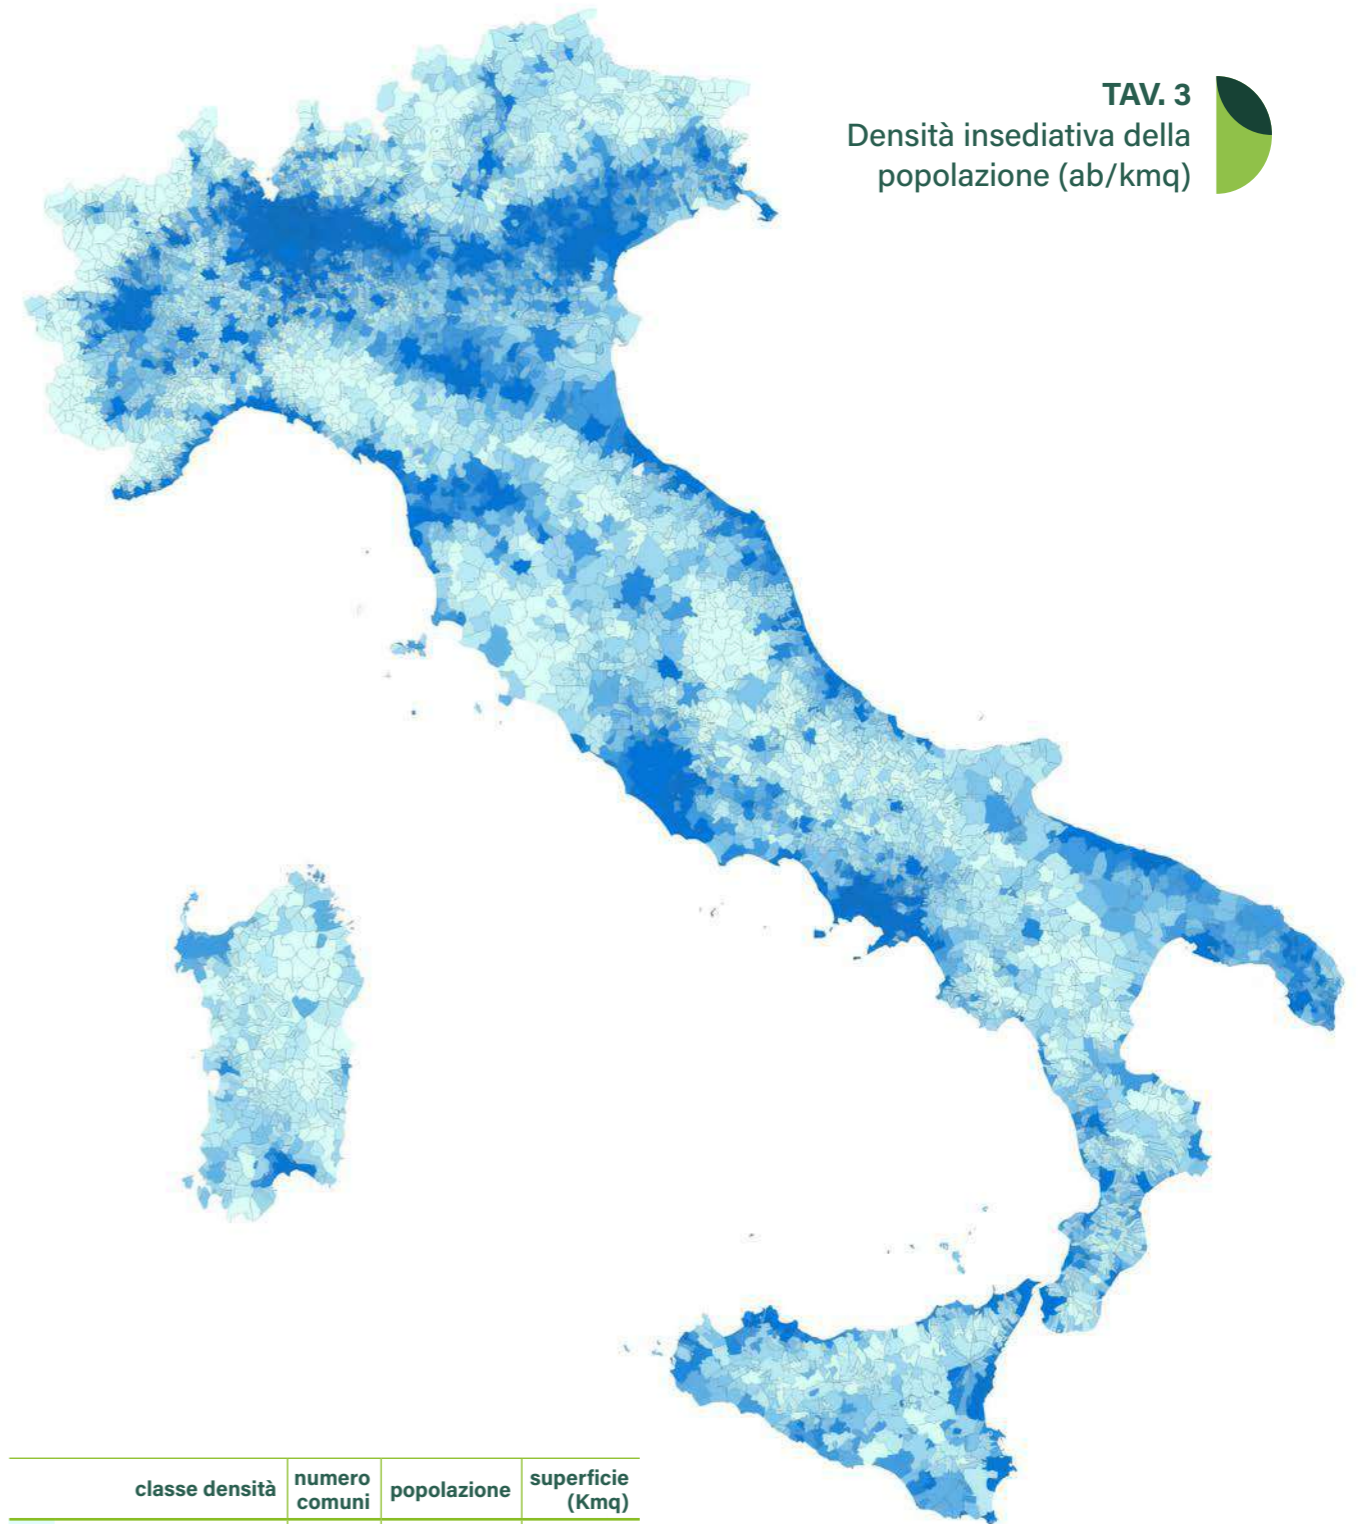 TAV. 3
Densità insediativa della
popolazione (ab/kmq)
classe densità
numero
comuni
popolazione
superficie
(Kmq)